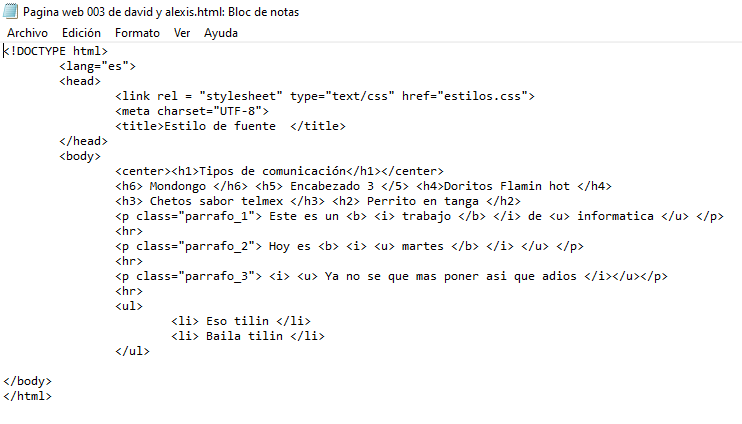 Pagina web 003 de david y alexis.html: Bloc de notas
Archivo Edición Formato Ver Ayuda
<!DOCTYPE html>
<lang="es">
<head>
<link rel = "stylesheet" type="text/css" href="estilos.css">
<meta charset="UTF-8">
<title>Estilo de fuente  </title>
</head>
<body>
<center><h1>Tipos de comunicación</h1></center>
<h6> Mondongo </h6> <h5> Encabezado 3 </5> <h4>Doritos Flamin hot </h4>
<h3> Chetos sabor telmex </h3> <h2> Perrito en tanga </h2>
<p class="parrafo_1"> Este es un <b> <i> trabajo </b> </i> de <u> informatica </u> </p>
<hr>
<p class="parrafo_2"> Hoy es <b> <i> <u> martes </b> </i> </u> </p>
<hr>
<p class="parrafo_3"> <i> <u> Ya no se que mas poner asi que adios </i></u></p>
<hr>
<ul>
<li> Eso tilin </li>
<li> Baila tilin </li>
</ul>
</body>
</html>